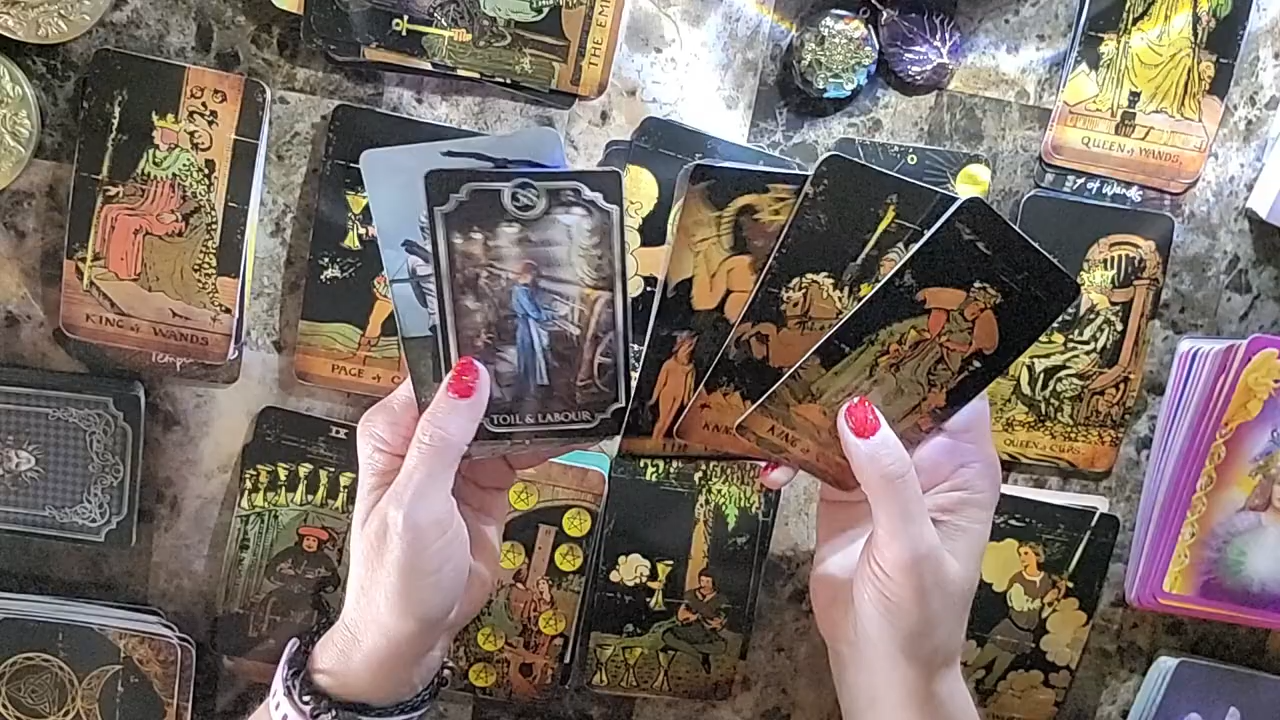 THE EM
KING of WANDS
QUEEN of WANDS,
of Wands
PAGE of C
TOIL & LABOUR
KING
QUEEN of CUPS.
IX